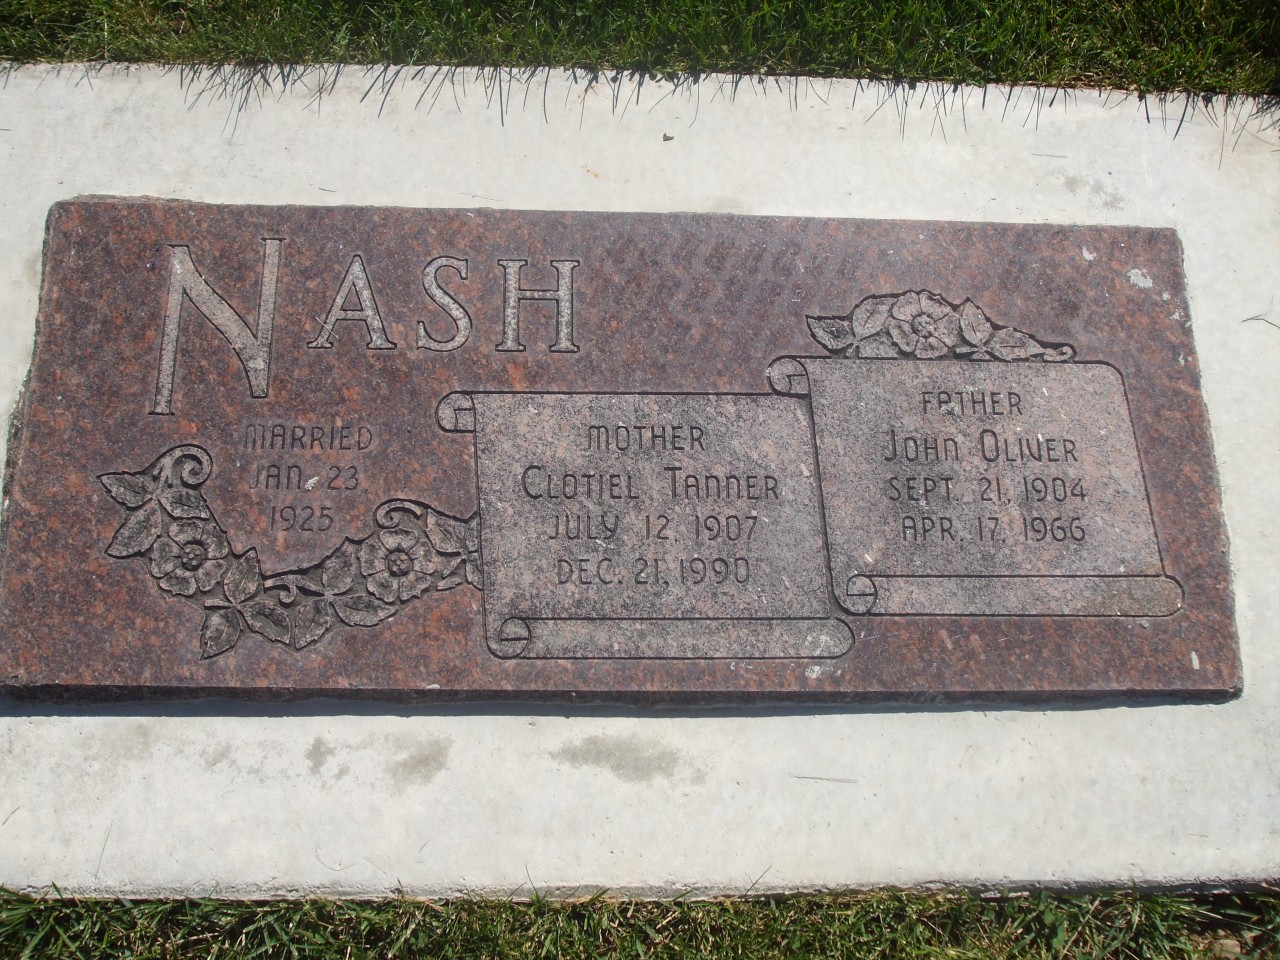 NASH
MARRIED
JAN. 23,
1925
MOTHER
CLOTIEL TANNER
JULY 12, 1907
DEC. 21, 1990
FATHER
JOHN OLIVER
SEPT. 21, 1904
APR. 17, 1966